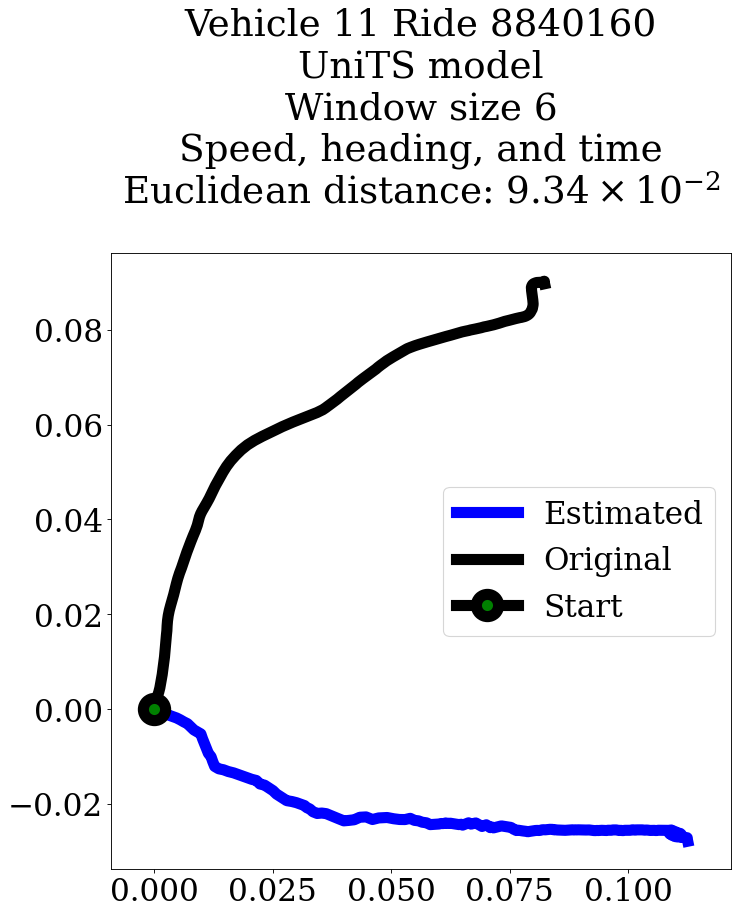 Vehicle 11 Ride 8840160
UniTS model
Window size 6
Speed, heading, and time
Euclidean distance: 9.34 × 10⁻²
0.08
0.06
0.04
Estimated
Original
Start
0.02
0.00
−0.02
0.000 0.025 0.050 0.075 0.100